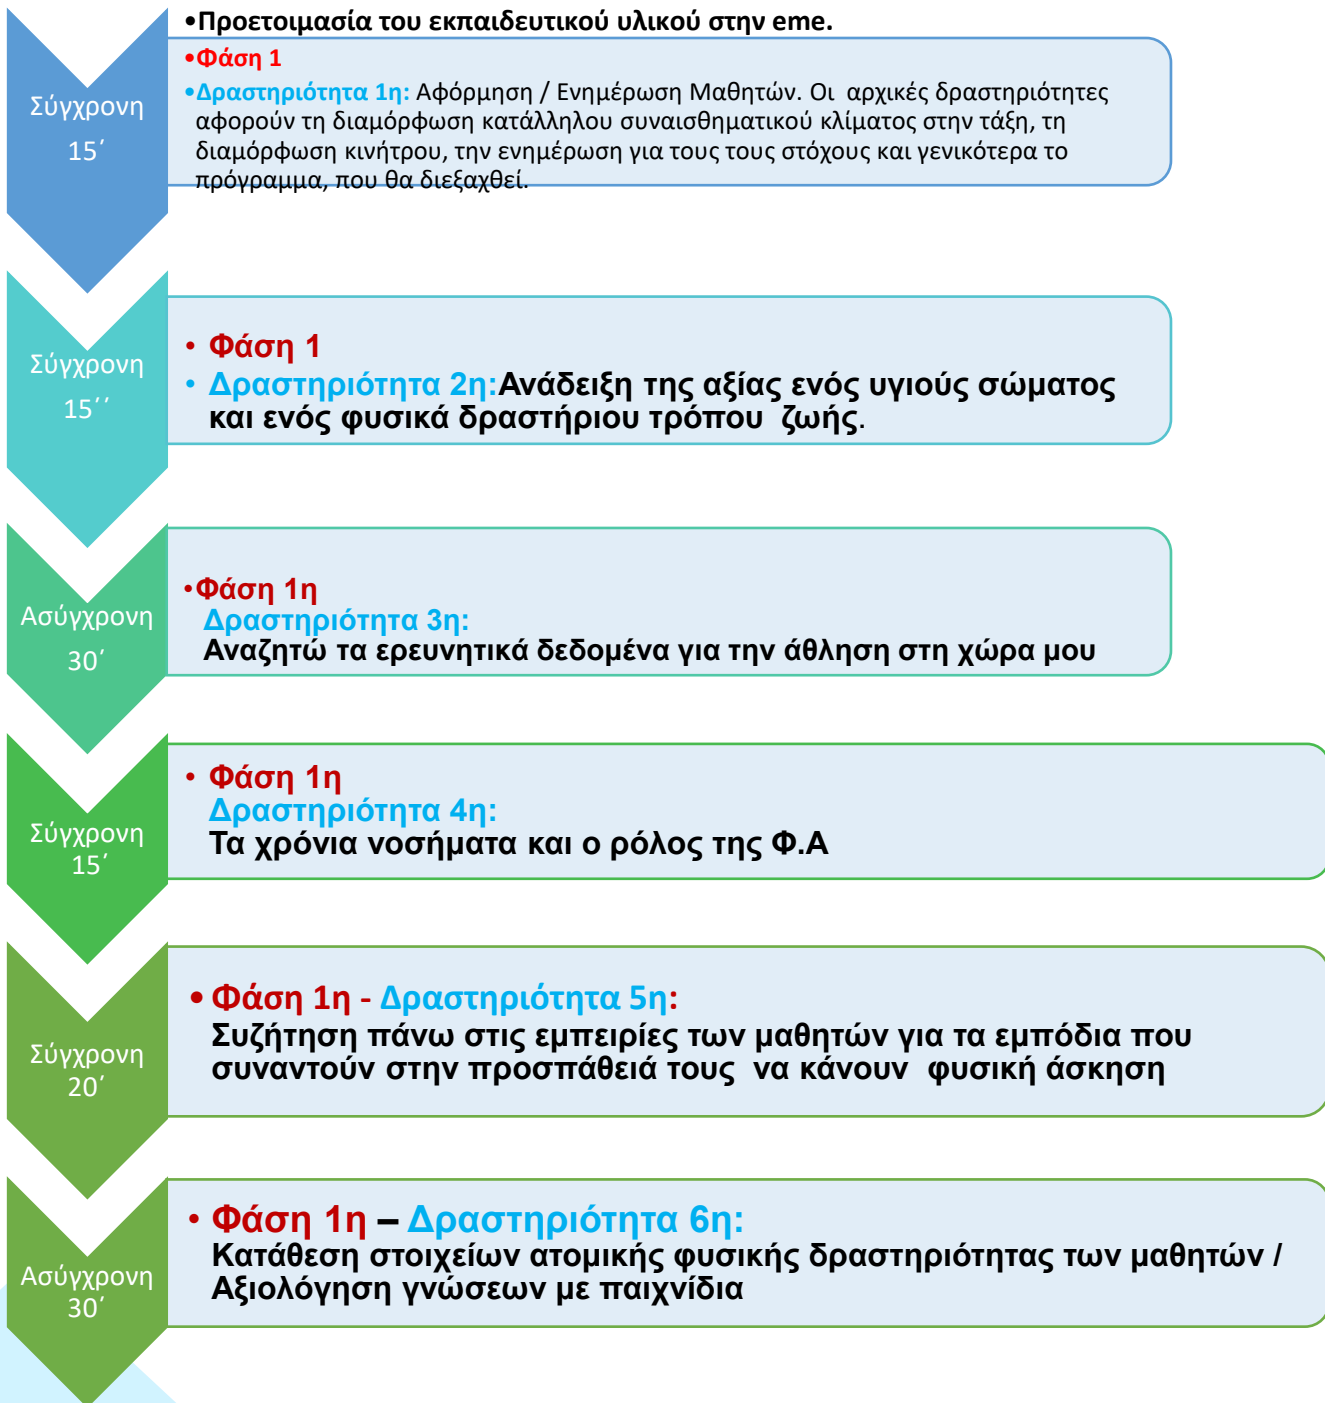 •Προετοιμασία του εκπαιδευτικού υλικού στην eme.
Σύγχρονη
15΄
•Φάση 1
•Δραστηριότητα 1η: Αφόρμηση / Ενημέρωση Μαθητών. Οι αρχικές δραστηριότητες
αφορούν τη διαμόρφωση κατάλληλου συναισθηματικού κλίματος στην τάξη, τη
διαμόρφωση κινήτρου, την ενημέρωση για τους τους στόχους και γενικότερα το
πρόγραμμα, που θα διεξαχθεί.
Σύγχρονη
15΄΄
• Φάση 1
• Δραστηριότητα 2η:Ανάδειξη της αξίας ενός υγιούς σώματος
και ενός φυσικά δραστήριου τρόπου ζωής.
Ασύγχρονη
30΄
•Φάση 1η
Δραστηριότητα 3η:
Αναζητώ τα ερευνητικά δεδομένα για την άθληση στη χώρα μου
Σύγχρονη
15΄
• Φάση 1η
Δραστηριότητα 4η:
Τα χρόνια νοσήματα και ο ρόλος της Φ.Α
Σύγχρονη
20΄
• Φάση 1η - Δραστηριότητα 5η:
Συζήτηση πάνω στις εμπειρίες των μαθητών για τα εμπόδια που
συναντούν στην προσπάθειά τους να κάνουν φυσική άσκηση
Ασύγχρονη
30΄
• Φάση 1η – Δραστηριότητα 6η:
Κατάθεση στοιχείων ατομικής φυσικής δραστηριότητας των μαθητών /
Αξιολόγηση γνώσεων με παιχνίδια